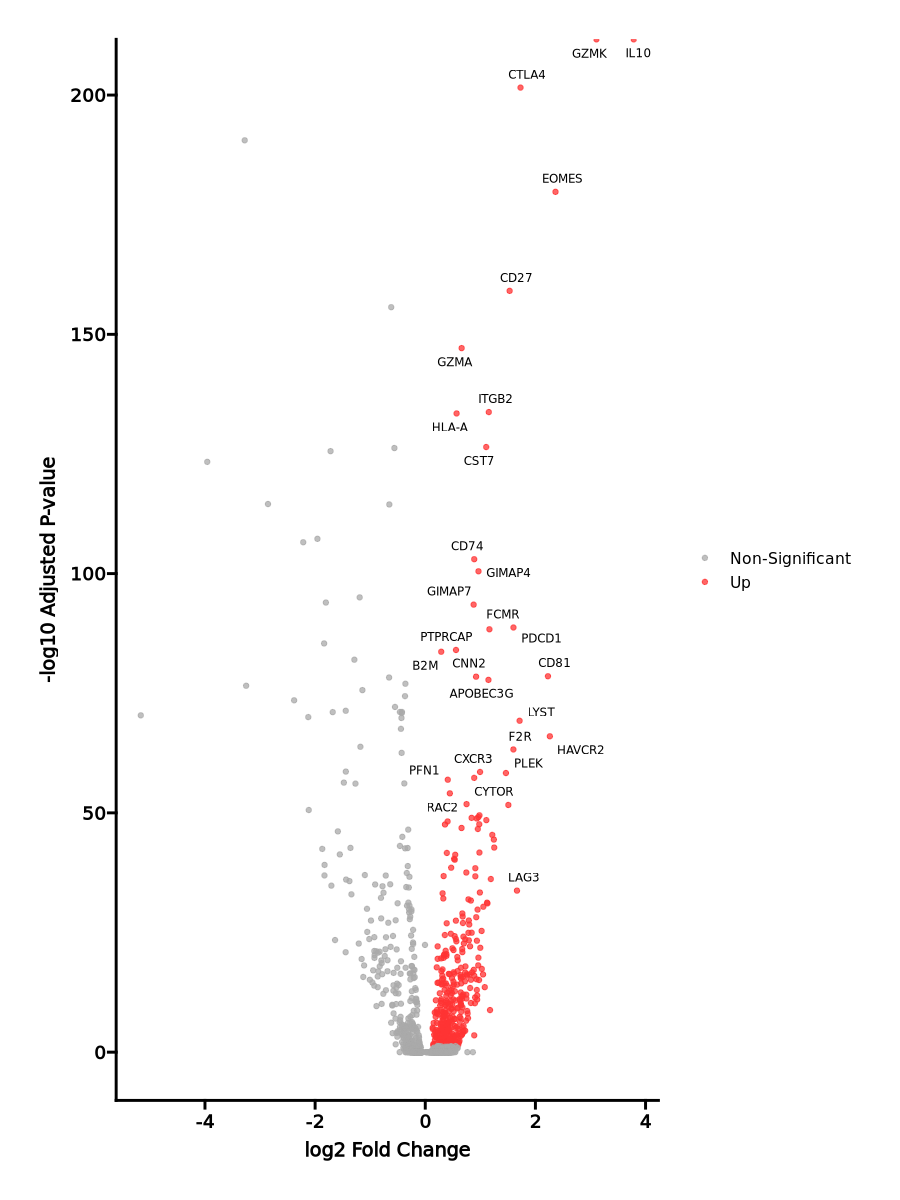 GZMK IL10
CTLA4
200
EOMES
CD27
150
GZMA
ITGB2
HLA-A
CST7
-log10 Adjusted P-value
CD74
100
GIMAP4
Non-Significant
Up
GIMAP7
FCMR
PTPRCAP
PDCD1
B2M
CNN2
CD81
APOBEC3G
LYST
F2R
HAVCR2
CXCR3
PLEK
PFN1
CYTOR
RAC2
50
LAG3
0
-4 -2 0 2 4
log2 Fold Change